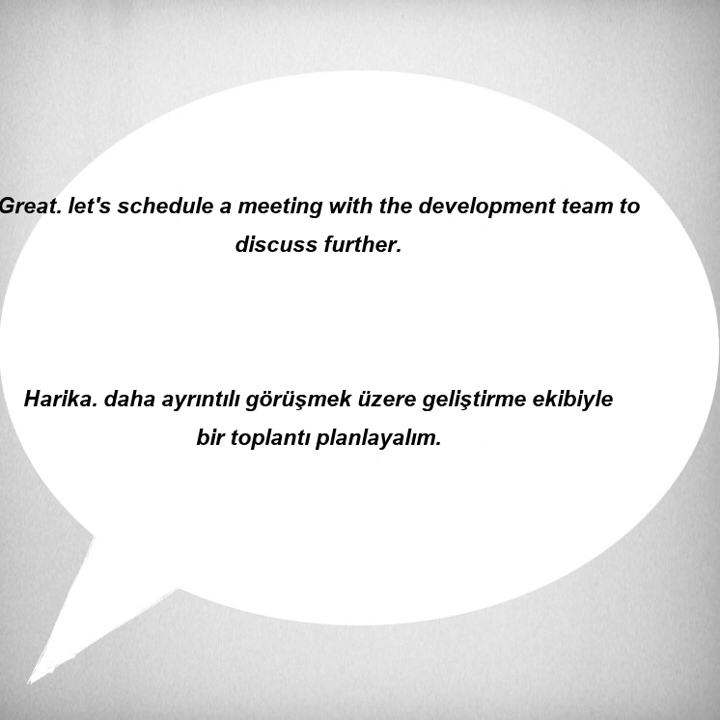 Great. let's schedule a meeting with the development team to
discuss further.
Harika. daha ayrıntılı görüşmek üzere geliştirme ekibiyle
bir toplantı planlayalım.